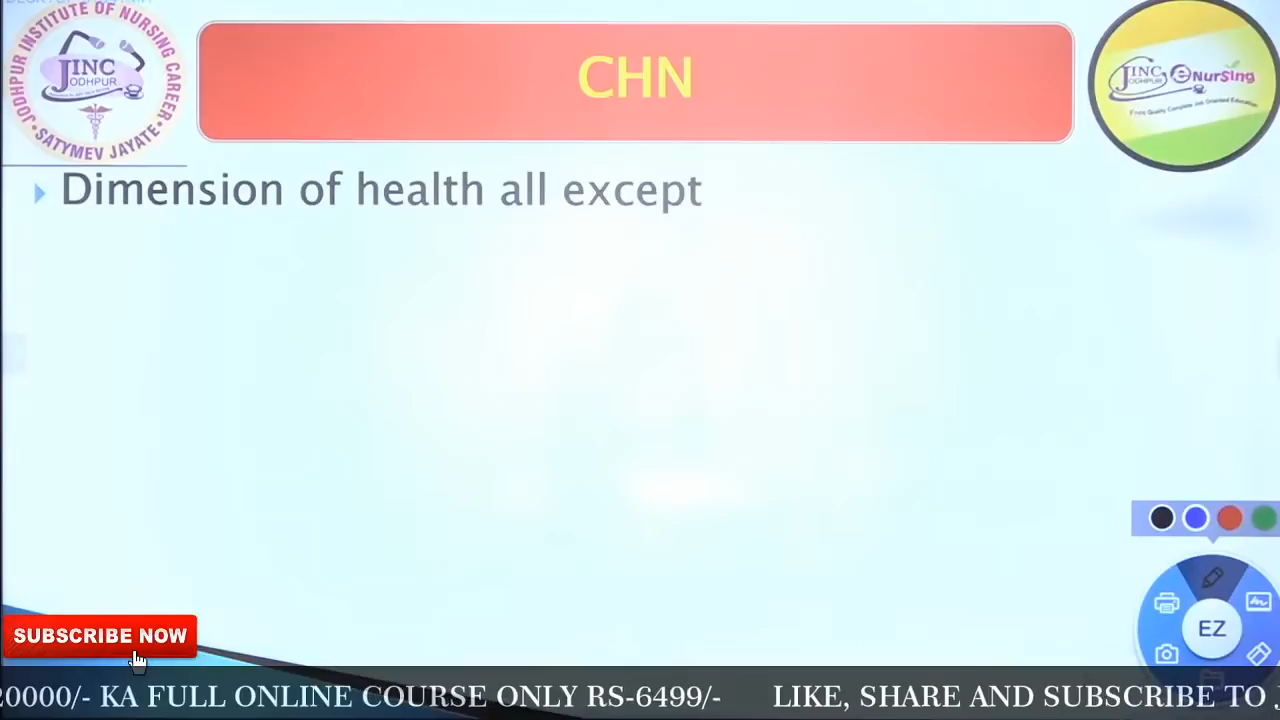 JODHPUR INSTITUTE OF NURSING CAREER
JINC
JODHPUR
SATYMEV JAYATE
CHN
JINC
JODHPUR
eNurSing
Dimension of health all except
EZ
SUBSCRIBE NOW
20000/- KA FULL ONLINE COURSE ONLY RS-6499/- LIKE, SHARE AND SUBSCRIBE TO J